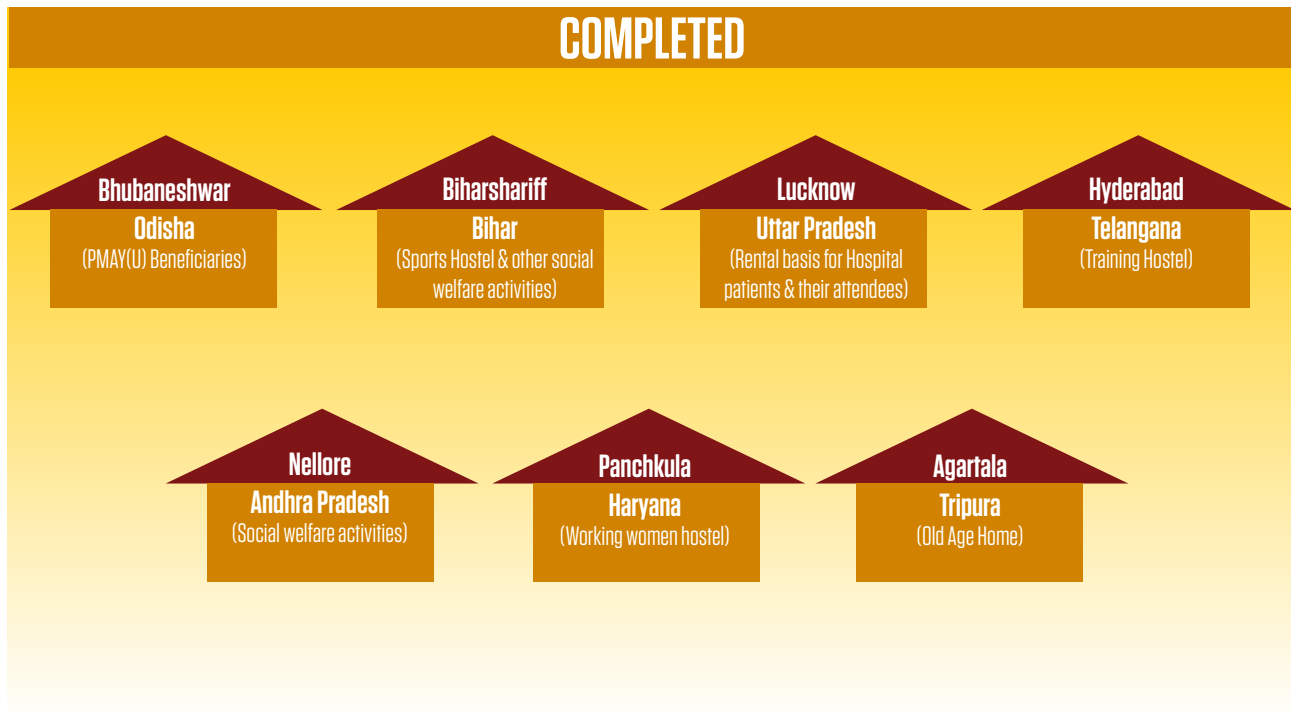 COMPLETED
Bhubaneshwar
Odisha
(PMAY(U) Beneficiaries)
Biharshariff
Bihar
(Sports Hostel & other social
welfare activities)
Lucknow
Uttar Pradesh
(Rental basis for Hospital
patients & their attendees)
Hyderabad
Telangana
(Training Hostel)
Nellore
Andhra Pradesh
(Social welfare activities)
Panchkula
Haryana
(Working women hostel)
Agartala
Tripura
(Old Age Home)